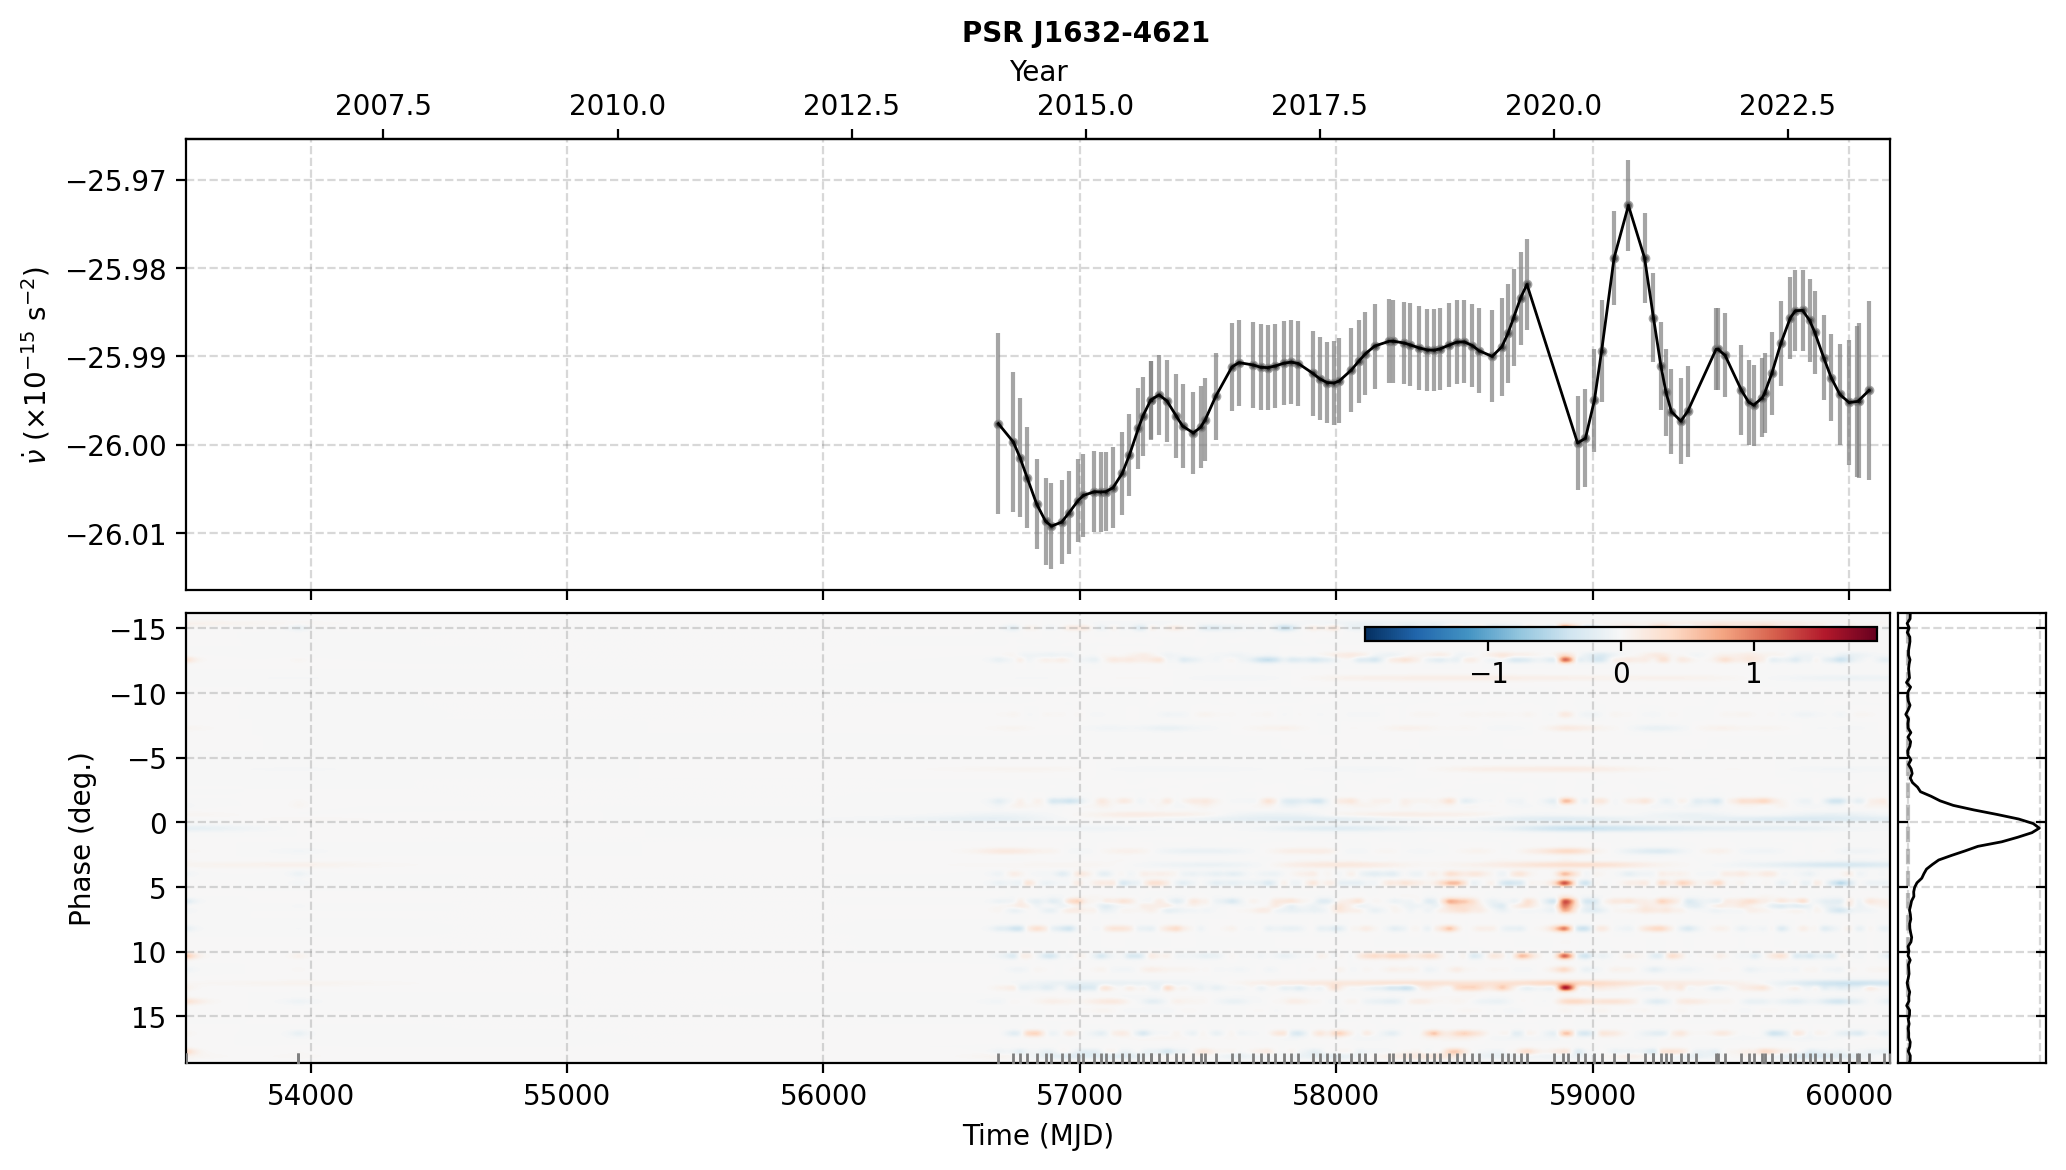 PSR J1632-4621
Year
2007.5 2010.0 2012.5 2015.0 2017.5 2020.0 2022.5
−25.97
−25.98
−25.99
−26.00
−26.01
ν̇ (×10⁻¹⁵ s⁻²)
−1 0 1
−15
−10
−5
0
5
10
15
Phase (deg.)
54000 55000 56000 57000 58000 59000 60000
Time (MJD)